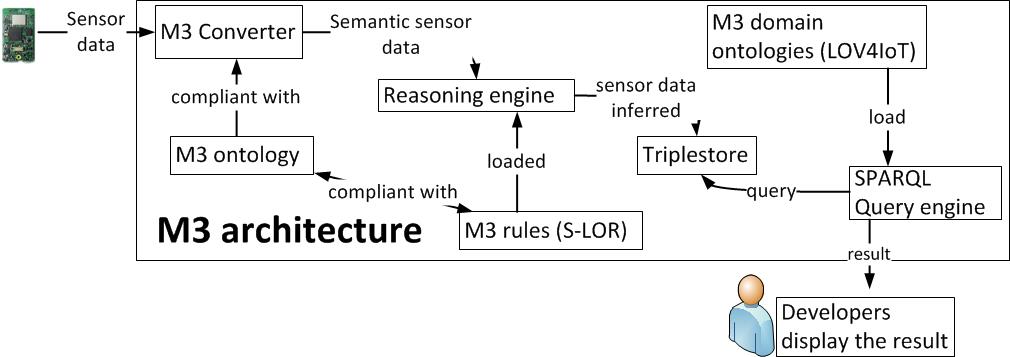 Sensor
data
M3 Converter
Semantic sensor
data
M3 domain
ontologies (LOV4IoT)
compliant with
Reasoning engine
sensor data
inferred
load
M3 ontology
loaded
Triplestore
compliant with
query
SPARQL
Query engine
M3 architecture
M3 rules (S-LOR)
result
Developers
display the result